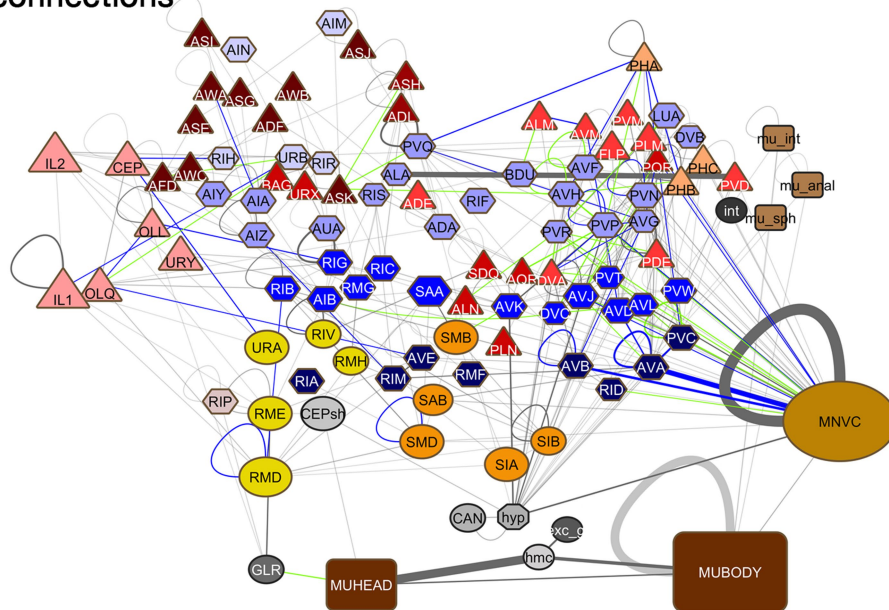 connections
AIM
ASI
AIN
ASJ
PHA
AWA
ASG
AWB
ASH
ADL
ALM
AVM
PVM
LUA
ASE
ADF
FLP
PLM
DVB
mu_int
IL2
CEP
RIH
URB
RIR
PVQ
AFD
AWC
BAG
URX
ASK
RIS
ALA
BDU
AVF
PQR
PHC
PHB
PVD
mu_anal
AIY
AIA
ADE
RIF
AVH
PVN
int
mu_sph
OLL
AIZ
AUA
ADA
PVR
PVP
AVG
URY
RIG
RIC
SDQ
AQR
DVA
PDE
IL1
OLQ
RIB
AIB
RMG
SAA
ALN
AVK
DVC
AVJ
PVT
AVD
AVL
PVW
URA
RIV
RMH
SMB
PLN
PVC
RIA
RIM
AVE
RMF
AVB
AVA
RID
RIP
RME
CEPsh
SAB
SMD
SIB
SIA
MNVC
RMD
CAN
hyp
exc_g
GLR
hmc
MUHEAD
MUBODY